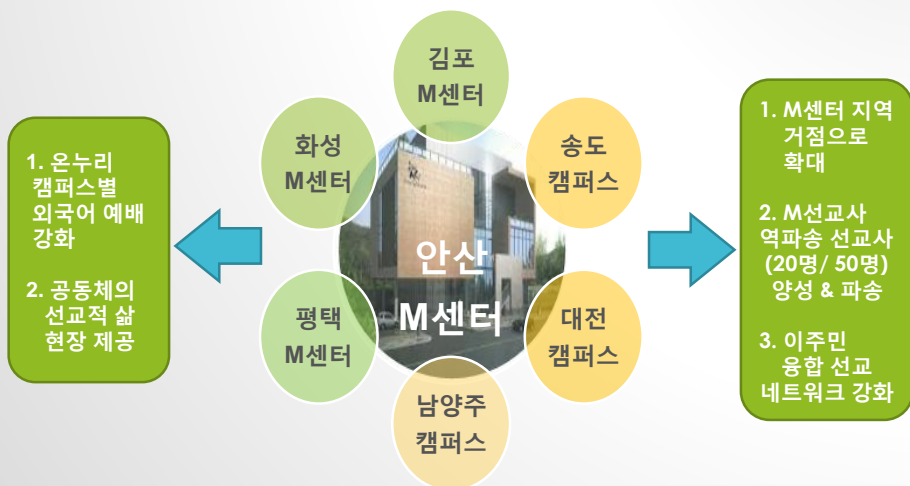 1. 온누리
캠퍼스별
외국어 예배
강화
2. 공동체의
선교적 삶
현장 제공
김포
M센터
화성
M센터
평택
M센터
안산
M센터
송도
캠퍼스
대전
캠퍼스
남양주
캠퍼스
1. M센터 지역
거점으로
확대
2. M선교사
역파송 선교사
(20명/ 50명)
양성 & 파송
3. 이주민
융합 선교
네트워크 강화